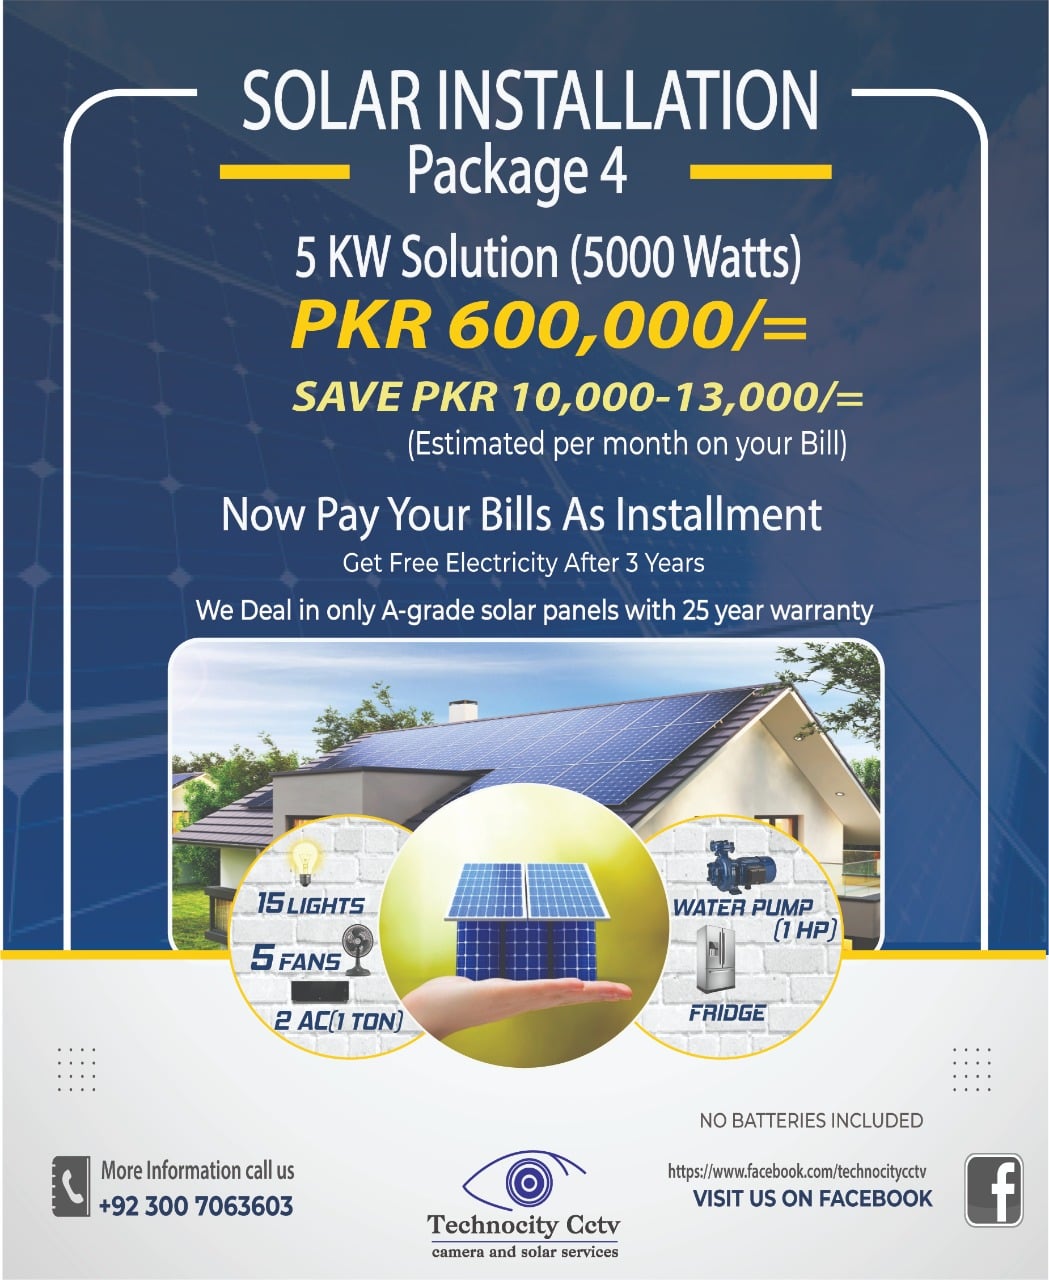 SOLAR INSTALLATION
Package 4
5 KW Solution (5000 Watts)
PKR 600,000/=
SAVE PKR 10,000-13,000/=
(Estimated per month on your Bill)
Now Pay Your Bills As Installment
Get Free Electricity After 3 Years
We Deal in only A-grade solar panels with 25 year warranty
15 LIGHTS
5 FANS
2 AC(1 TON)
WATER PUMP
(1 HP)
FRIDGE
NO BATTERIES INCLUDED
More Information call us
+92 300 7063603
Technocity Cctv
camera and solar services
https://www.facebook.com/technocitycctv
VISIT US ON FACEBOOK
f